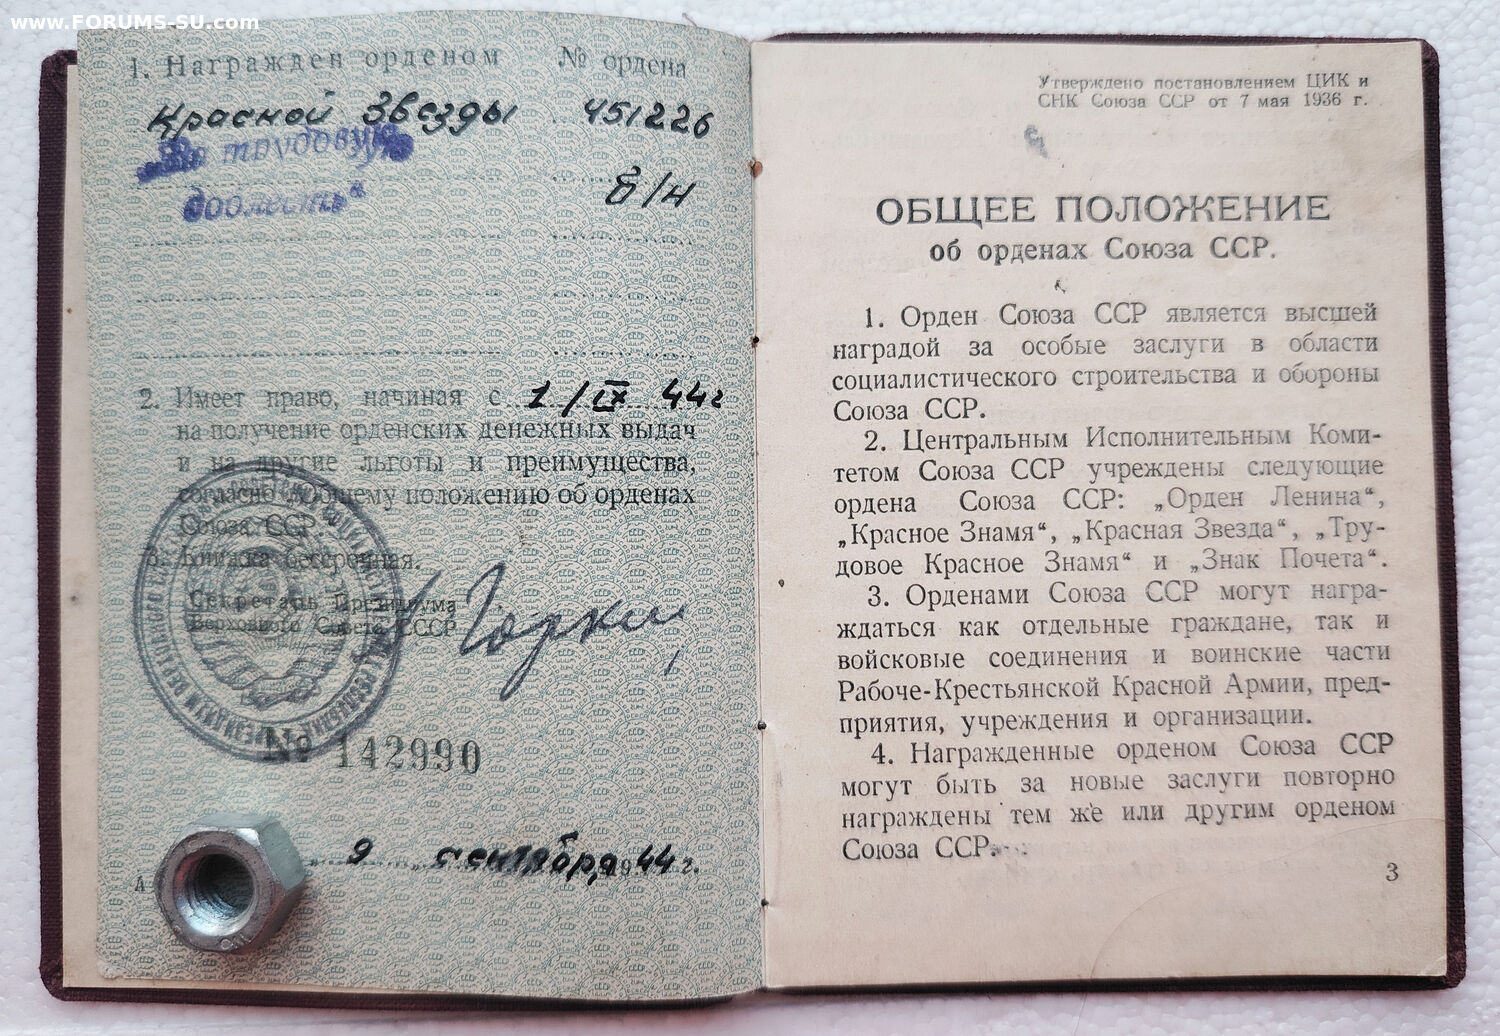 www.FORUMS-SU.com
1. Награжден орденом № ордена
Красной Звезды 451226
„За трудовую
доблесть“ б/н
2. Имеет право, начиная с 1/IX 44г
на получение орденских денежных выдач
и на другие льготы и преимущества,
согласно Общему положению об орденах
Союза ССР.
3. Книжка бессрочная.
Секретарь Президиума
Верховного Совета СССР
Горкин
№ 142990
А „ 9 „ сентября 1944 г.
Утверждено постановлением ЦИК и
СНК Союза ССР от 7 мая 1936 г.
ОБЩЕЕ ПОЛОЖЕНИЕ
об орденах Союза ССР.
1. Орден Союза ССР является высшей
наградой за особые заслуги в области
социалистического строительства и обороны
Союза ССР.
2. Центральным Исполнительным Коми-
тетом Союза ССР учреждены следующие
ордена Союза ССР: „Орден Ленина“,
„Красное Знамя“, „Красная Звезда“, „Тру-
довое Красное Знамя“ и „Знак Почета“.
3. Орденами Союза ССР могут награ-
ждаться как отдельные граждане, так и
войсковые соединения и воинские части
Рабоче-Крестьянской Красной Армии, пред-
приятия, учреждения и организации.
4. Награжденные орденом Союза ССР
могут быть за новые заслуги повторно
награждены тем же или другим орденом
Союза ССР.
3